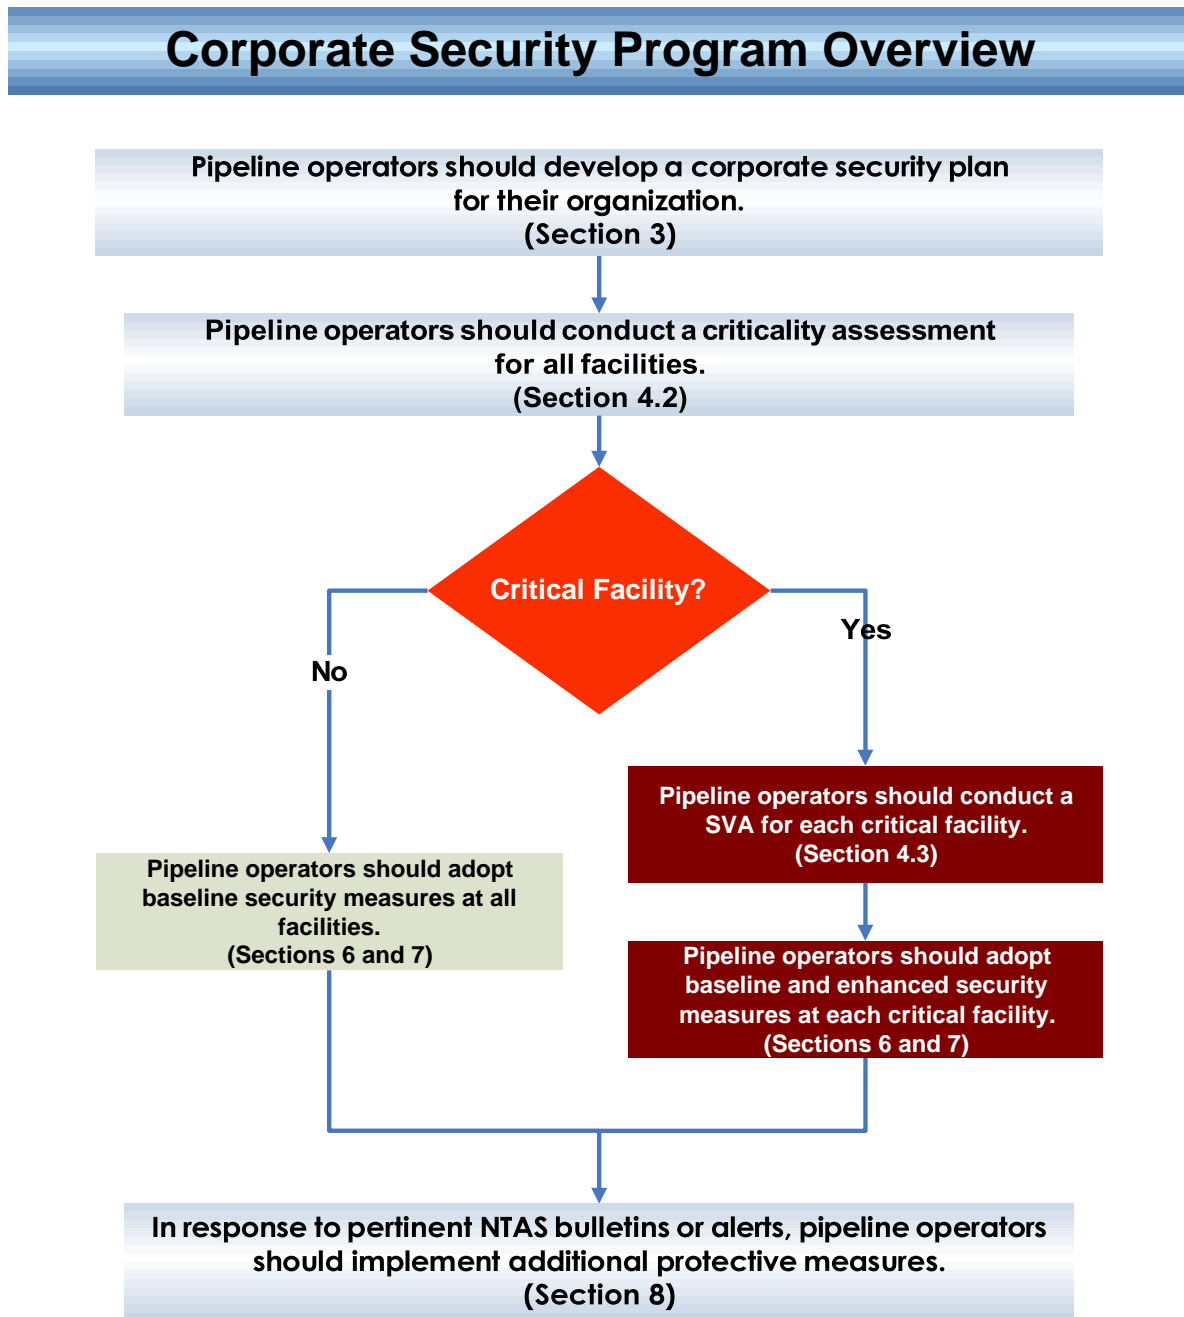 Corporate Security Program Overview
Pipeline operators should develop a corporate security plan
for their organization.
(Section 3)
Pipeline operators should conduct a criticality assessment
for all facilities.
(Section 4.2)
Critical Facility?
Yes
No
Pipeline operators should conduct a
SVA for each critical facility.
(Section 4.3)
Pipeline operators should adopt
baseline security measures at all
facilities.
(Sections 6 and 7)
Pipeline operators should adopt
baseline and enhanced security
measures at each critical facility.
(Sections 6 and 7)
In response to pertinent NTAS bulletins or alerts, pipeline operators
should implement additional protective measures.
(Section 8)